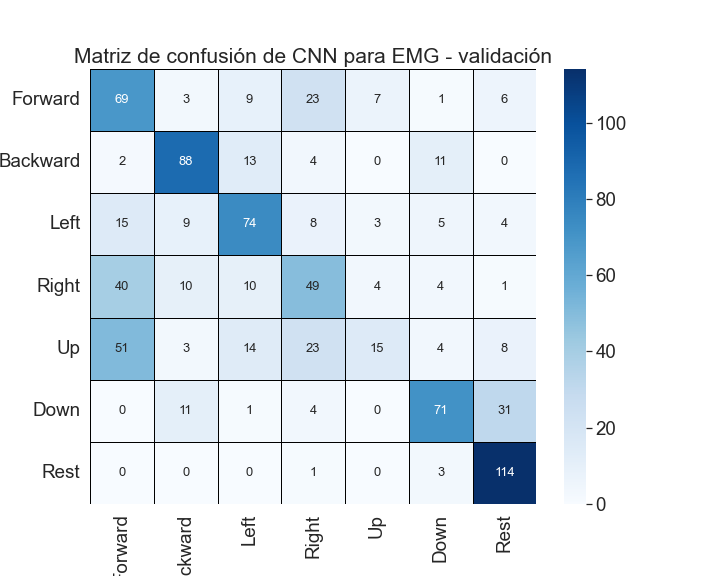 Matriz de confusión de CNN para EMG - validación
Forward 69 3 9 23 7 1 6
Backward 2 88 13 4 0 11 0
Left 15 9 74 8 3 5 4
Right 40 10 10 49 4 4 1
Up 51 3 14 23 15 4 8
Down 0 11 1 4 0 71 31
Rest 0 0 0 1 0 3 114
Forward
ckward
Left
Right
Up
Down
Rest
100
80
60
40
20
0